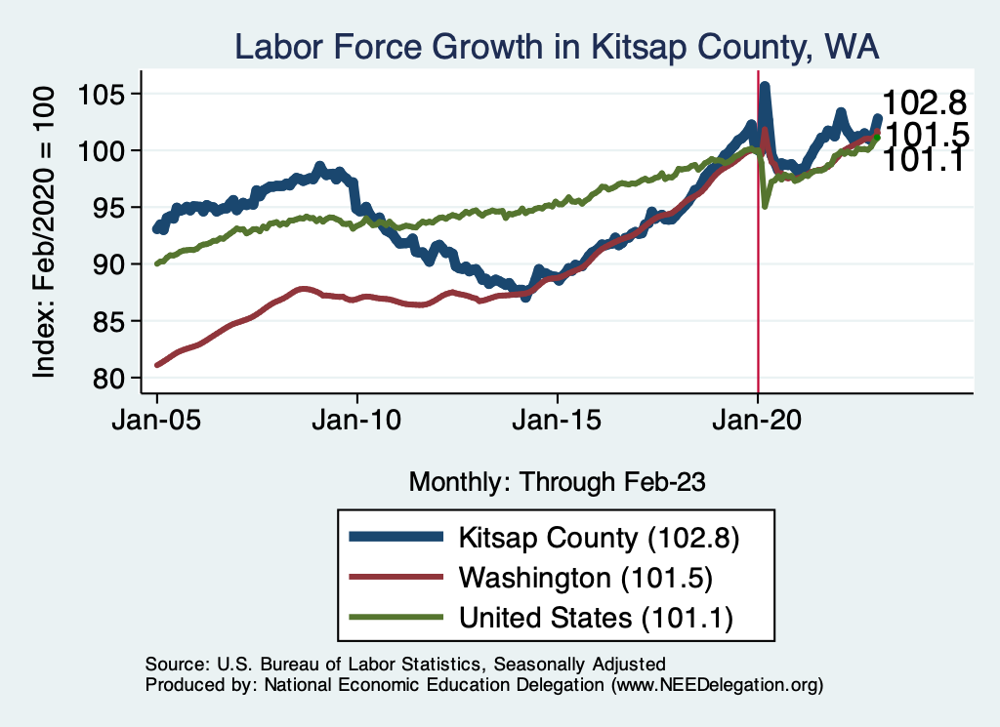 Labor Force Growth in Kitsap County, WA
Index: Feb/2020 = 100
105
100
95
90
85
80
102.8
101.5
101.1
Jan-05 Jan-10 Jan-15 Jan-20
Monthly: Through Feb-23
Kitsap County (102.8)
Washington (101.5)
United States (101.1)
Source: U.S. Bureau of Labor Statistics, Seasonally Adjusted
Produced by: National Economic Education Delegation (www.NEEDelegation.org)